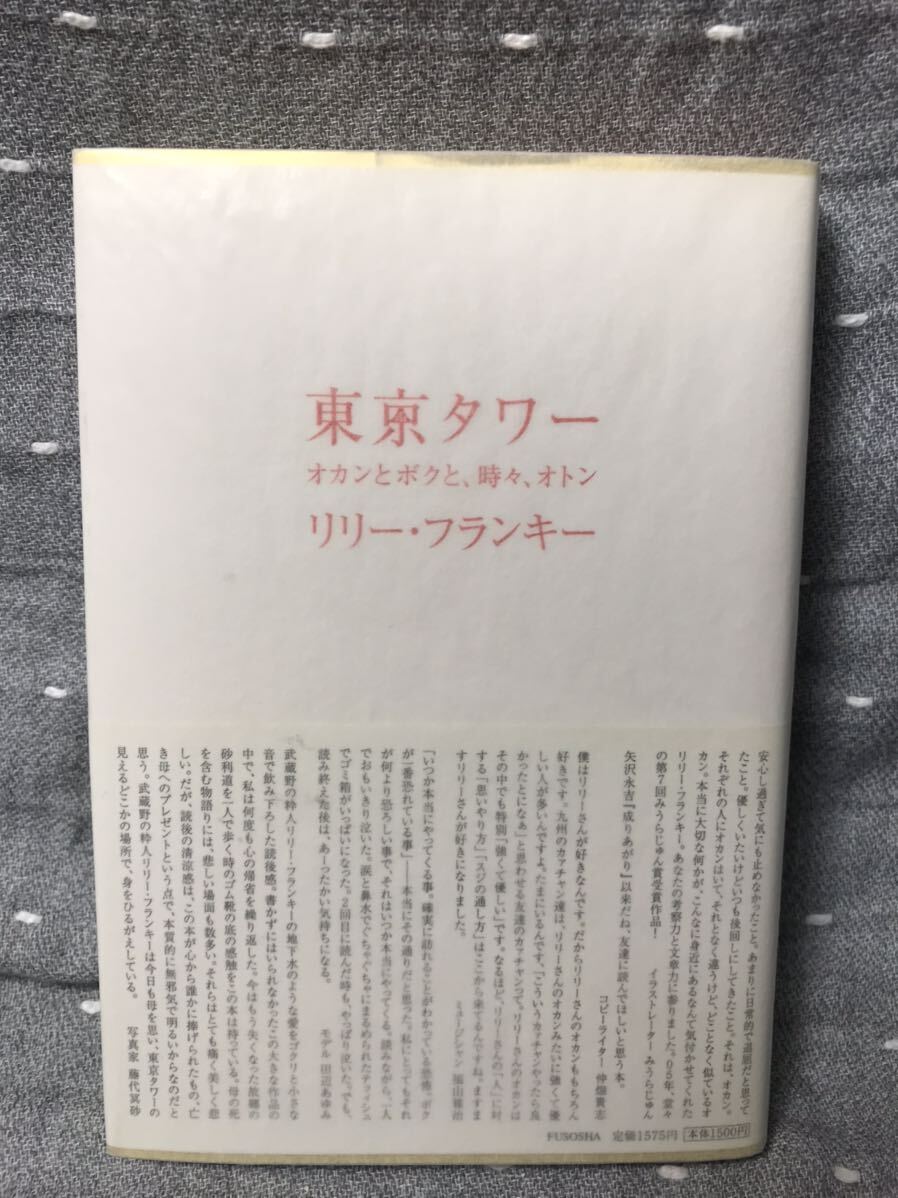 東京タワー
オカンとボクと、時々、オトン
リリー・フランキー
安心し過ぎて気にも止めなかったこと。あまりに日常的で退屈だと思って
たこと。優しくいたいけどいつも後回しにしてきたこと。それは、オカン。
それぞれの人にオカンはいて、それとなく違うけど、どことなく似ているオ
カン。本当に大切な何かが、こんなに身近にあるなんて気付かせてくれた
リリー・フランキー。あなたの考察力と文章力に参りました。05年、堂々
の第7回みうらじゅん賞受賞作品!
イラストレーター みうらじゅん
矢沢永吉『成りあがり』以来だね、友達に読んでほしいと思う本。
コピーライター 仲畑貴志
僕はリリーさんが好きなんです。だからリリーさんのオカンももちろん
好きです。九州のカァチャン達は、リリーさんのオカンみたいに強くて優
しい人が多いんですよ。たまにいるんです、「こういうカァチャンやったら良
かったとになぁ」と思わせる友達のカァチャンって。リリーさんのオカンは
その中でも特別「強くて優しい」です。なるほど、リリーさんの「人」に対
する「思いやり方」「スジの通し方」はここから来てるんですね。ますま
すリリーさんが好きになりました。
ミュージシャン 福山雅治
「いつか本当にやってくる事。確実に訪れることがわかっている恐怖。ボク
が一番恐れている事」――本当にその通りだと思った。私にとってもそれ
が何より恐ろしい事で、それはいつか本当にやってくる。読みながら、一人
でおもいきり泣いた。涙と鼻水でぐちゃぐちゃにまるめられたティッシュ
でゴミ箱がいっぱいになった。2回目に読んだ時も、やっぱり泣いた。でも、
読み終えた後は、あーったかい気持ちになる。
モデル 田辺あゆみ
武蔵野の粋人リリー・フランキーの地下水のような愛をゴクリと小さな
音で飲み下ろした読後感。書かずにはいられなかったこの大きな作品の
中で、私は何度も心の帰省を繰り返した。今はもう失くなった故郷の
砂利道を一人で歩く時のゴム靴の底の感触をこの本は持っている。母の死
を含む物語りには、悲しい場面も数多い。それらはとても痛く美しく悲
しい。だが、読後の清涼感は、この本が心から誰かに捧げられたもの、亡
き母へのプレゼントという点で、本質的に無邪気で明るいからなのだと
思う。武蔵野の粋人リリー・フランキーは今日も母を思い、東京タワーの
見えるどこかの場所で、身をひるがえしている。
写真家 藤代冥砂
FUSOSHA 定価1575円 本体1500円